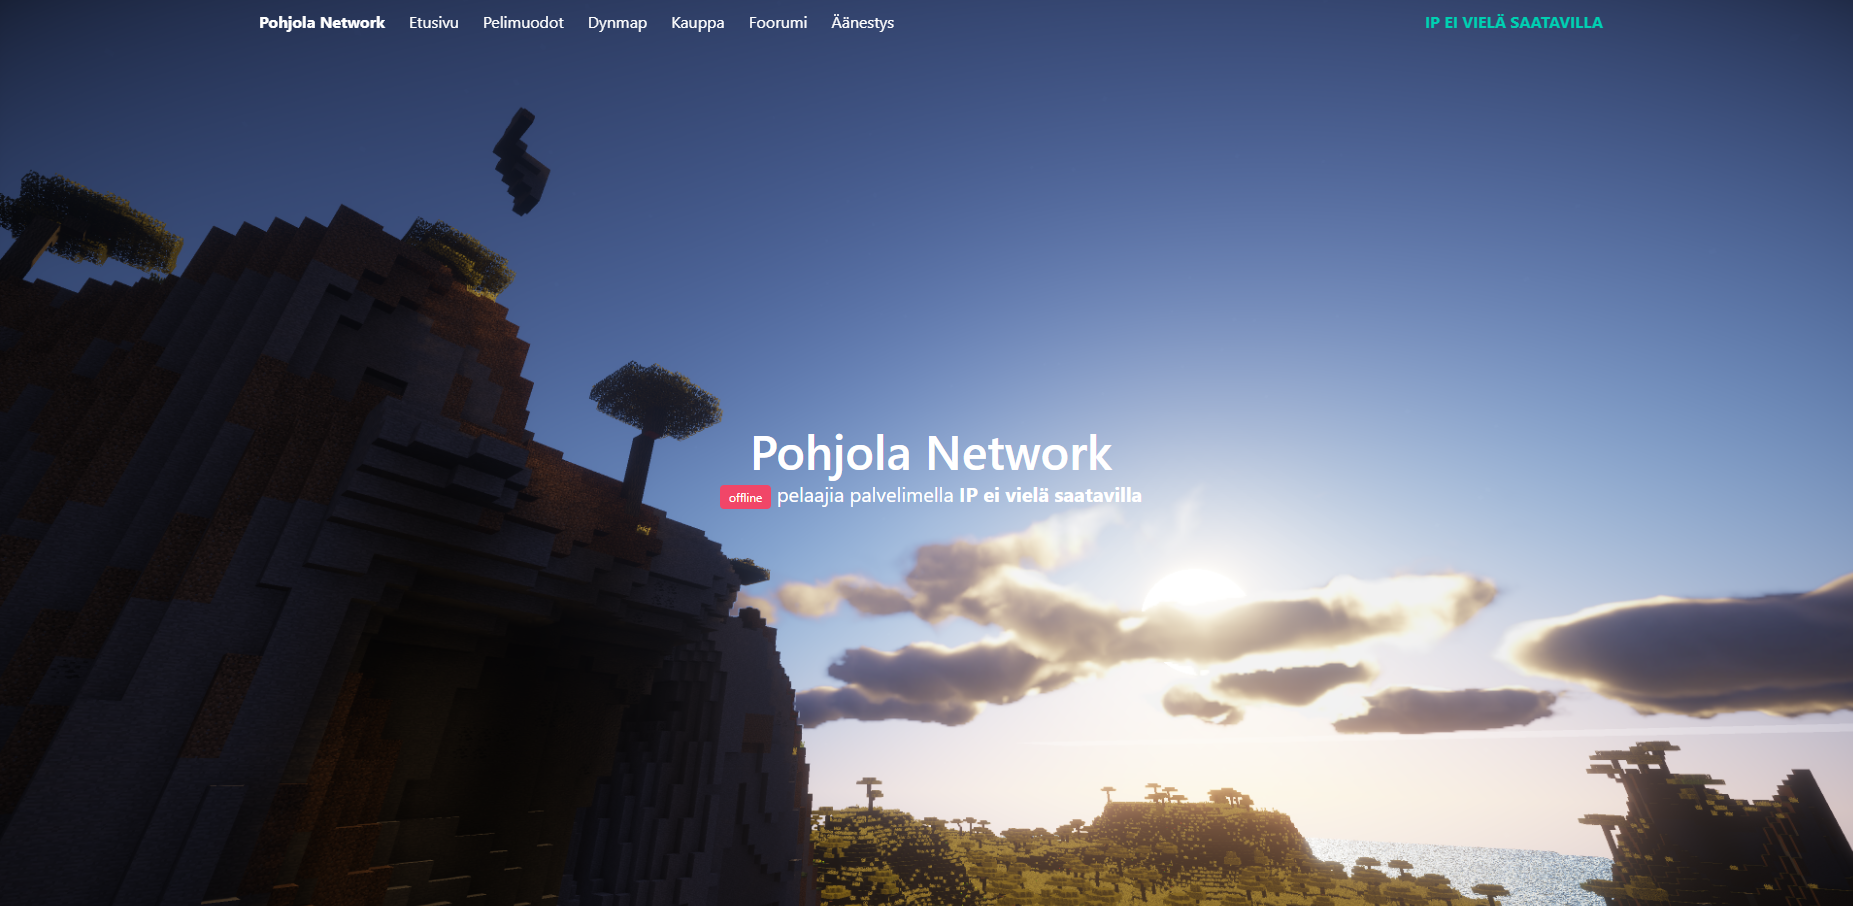 Pohjola Network Etusivu Pelimuodot Dynmap Kauppa Foorumi Äänestys IP EI VIELÄ SAATAVILLA
Pohjola Network
offline pelaajia palvelimella IP ei vielä saatavilla